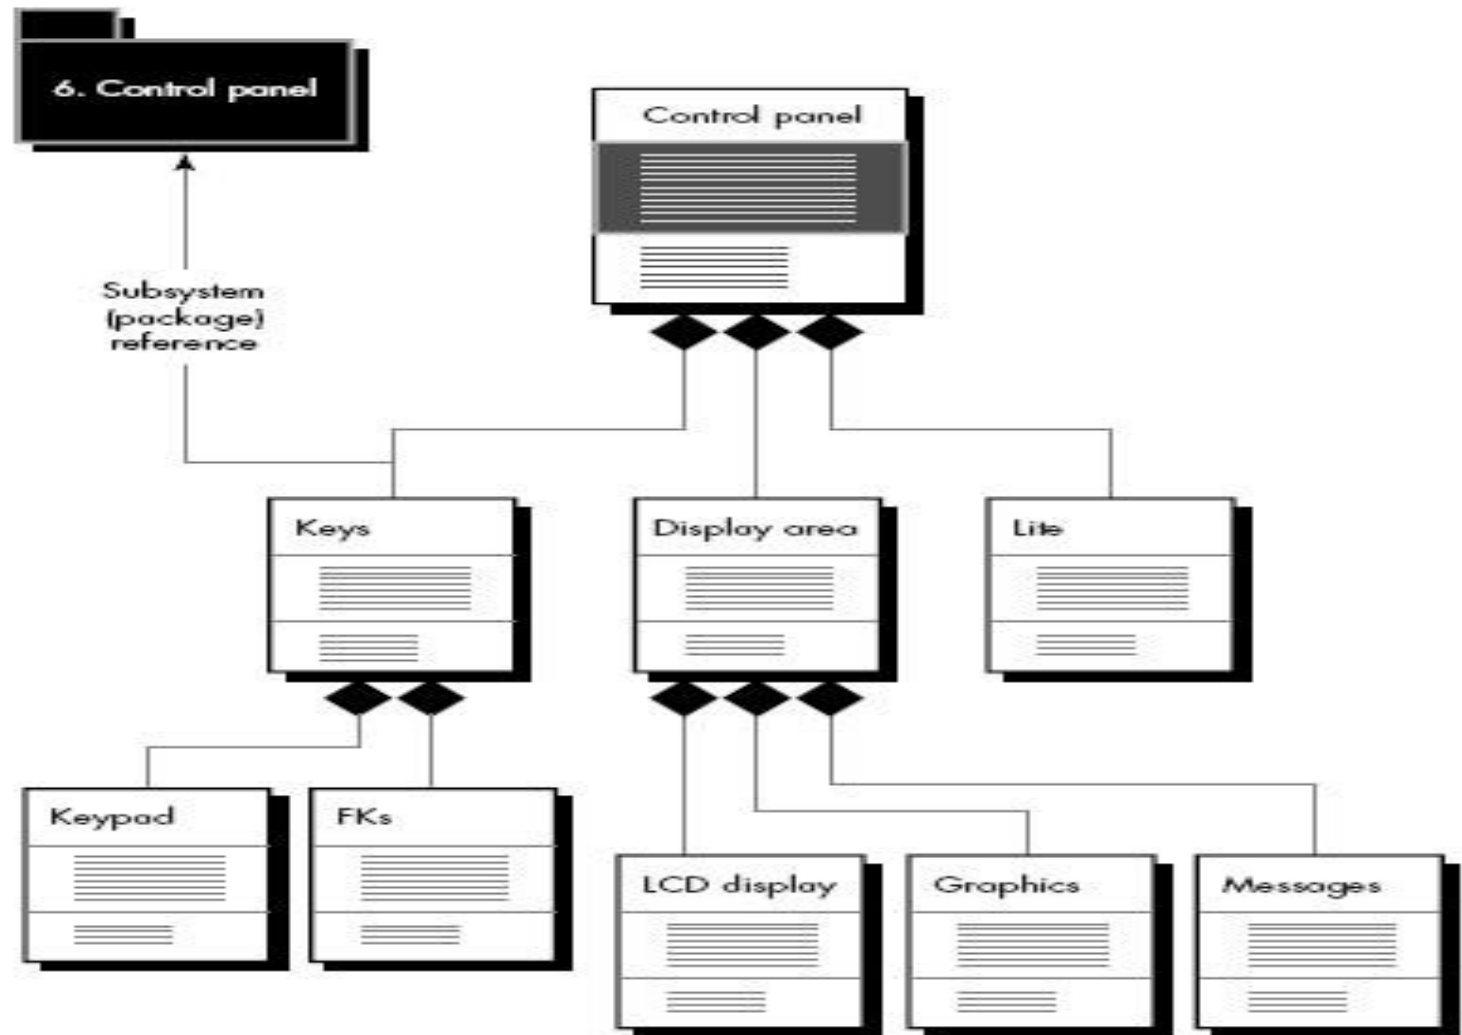 6. Control panel
Control panel
Subsystem
(package)
reference
Keys
Display area
Lite
Keypad
FKs
LCD display
Graphics
Messages